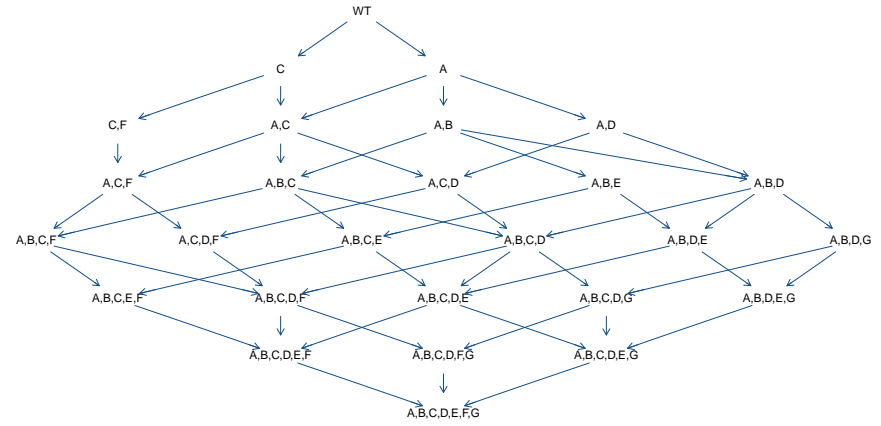 WT
C A
C,F A,C A,B A,D
A,C,F A,B,C A,C,D A,B,E A,B,D
A,B,C,F A,C,D,F A,B,C,E A,B,C,D A,B,D,E A,B,D,G
A,B,C,E,F A,B,C,D,F A,B,C,D,E A,B,C,D,G A,B,D,E,G
A,B,C,D,E,F A,B,C,D,F,G A,B,C,D,E,G
A,B,C,D,E,F,G